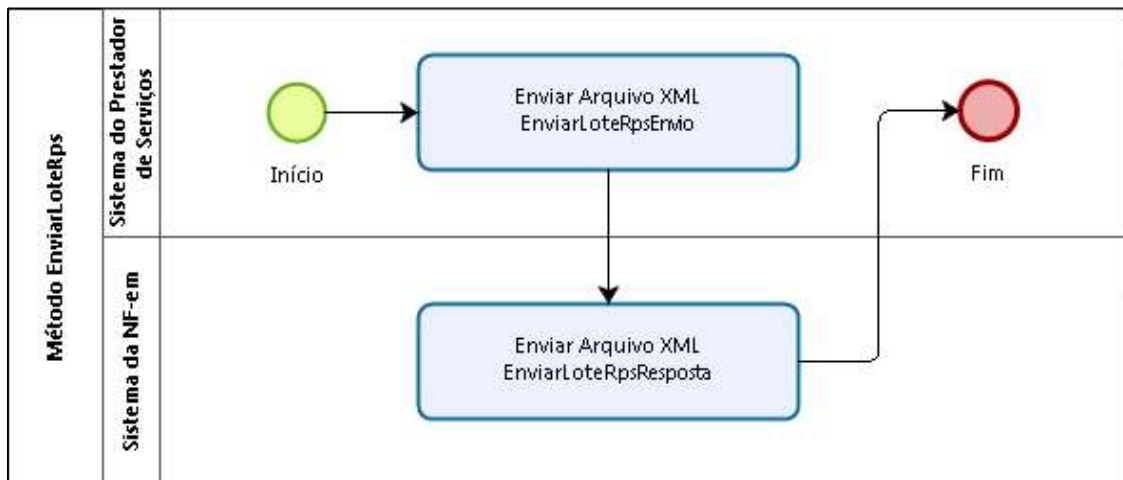 Método EnviarLoteRps
Sistema do Prestador
de Serviços
Início
Enviar Arquivo XML
EnviarLoteRpsEnvio
Fim
Sistema da NF-em
Enviar Arquivo XML
EnviarLoteRpsResposta